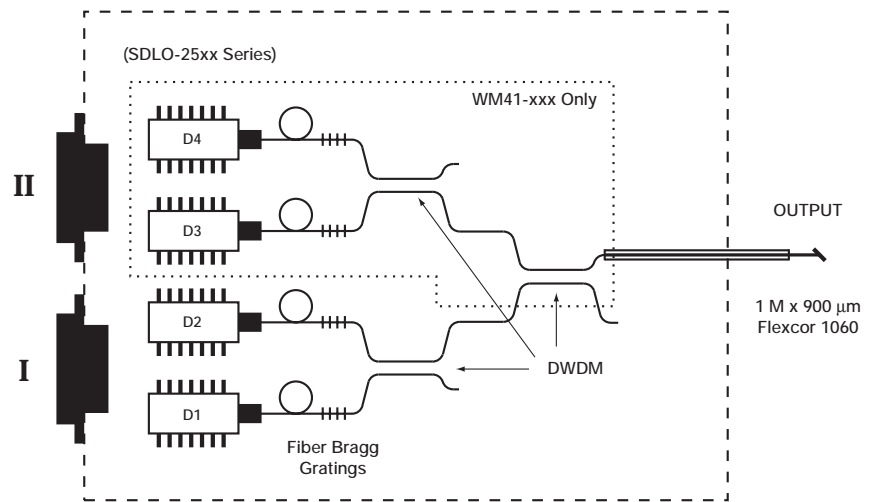 (SDLO-25xx Series)
WM41-xxx Only
D4
II
D3
OUTPUT
D2
1 M x 900 μm
Flexcor 1060
I
DWDM
D1
Fiber Bragg
Gratings